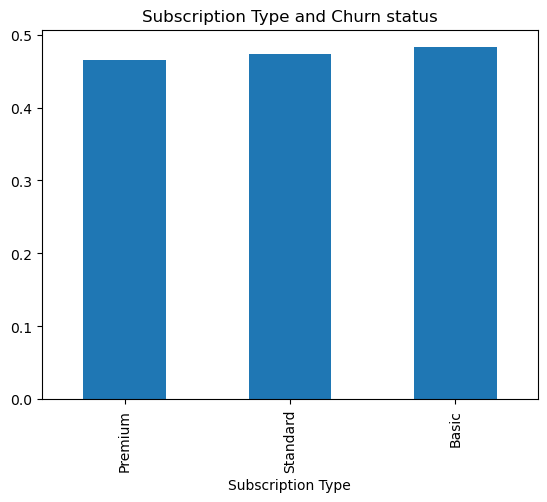 Subscription Type and Churn status
0.5
0.4
0.3
0.2
0.1
0.0
Premium
Standard
Basic
Subscription Type